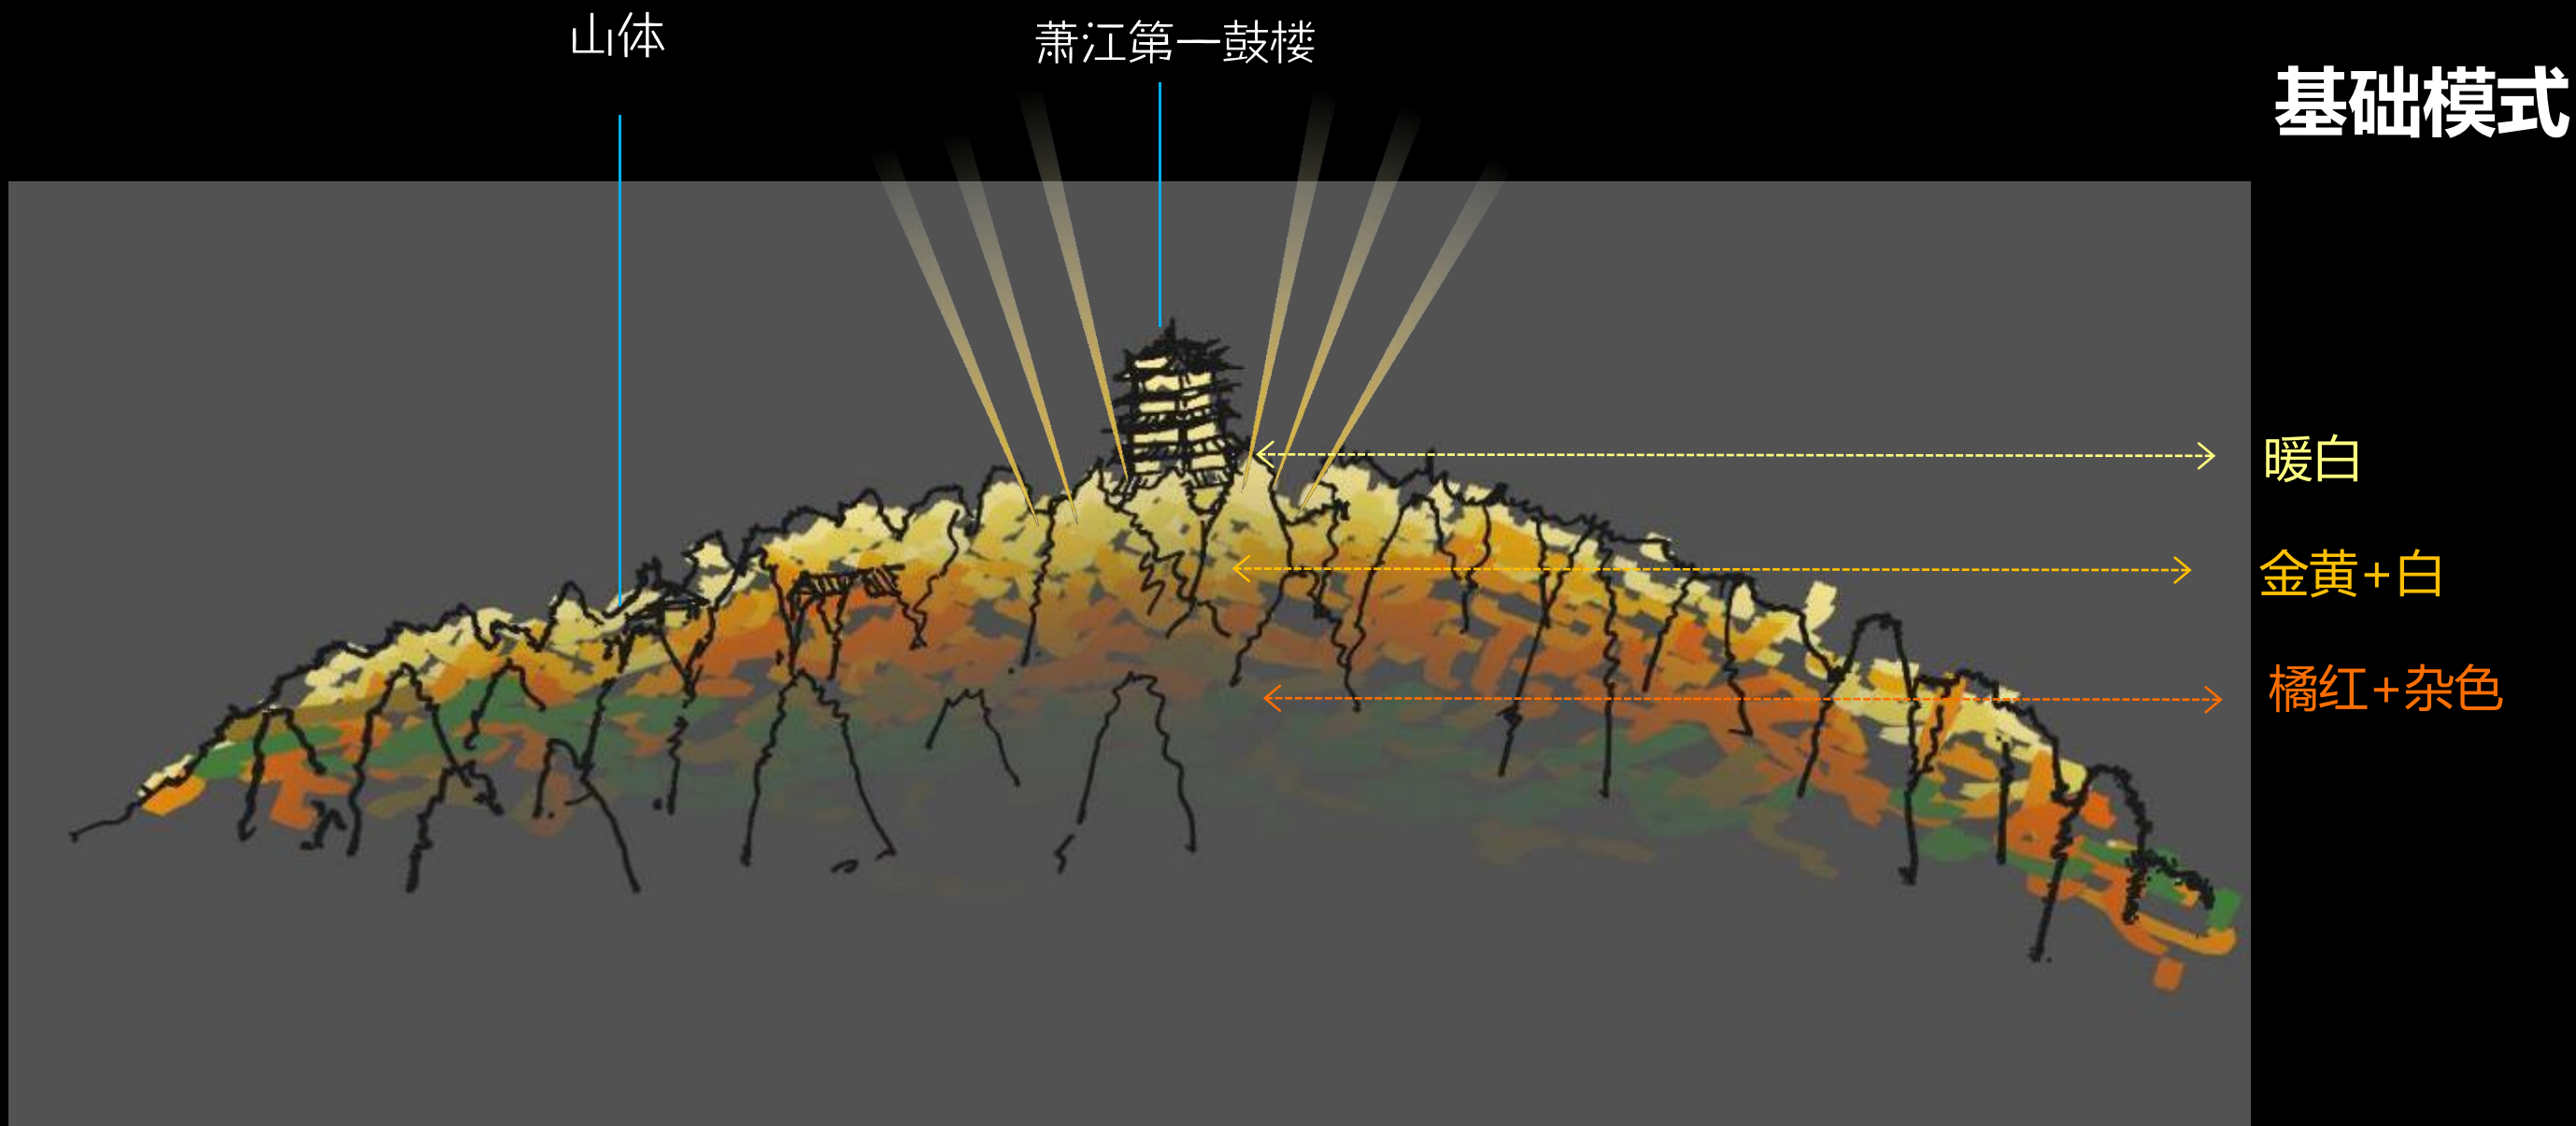 山体
萧江第一鼓楼
基础模式
暖白
金黄+白
橘红+杂色